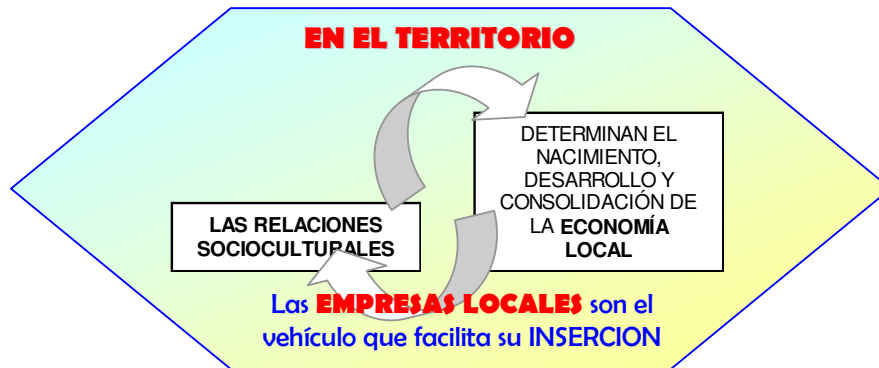 EN EL TERRITORIO
DETERMINAN EL
NACIMIENTO,
DESARROLLO Y
CONSOLIDACIÓN DE
LA ECONOMÍA
LOCAL
LAS RELACIONES
SOCIOCULTURALES
Las EMPRESAS LOCALES son el
vehículo que facilita su INSERCION